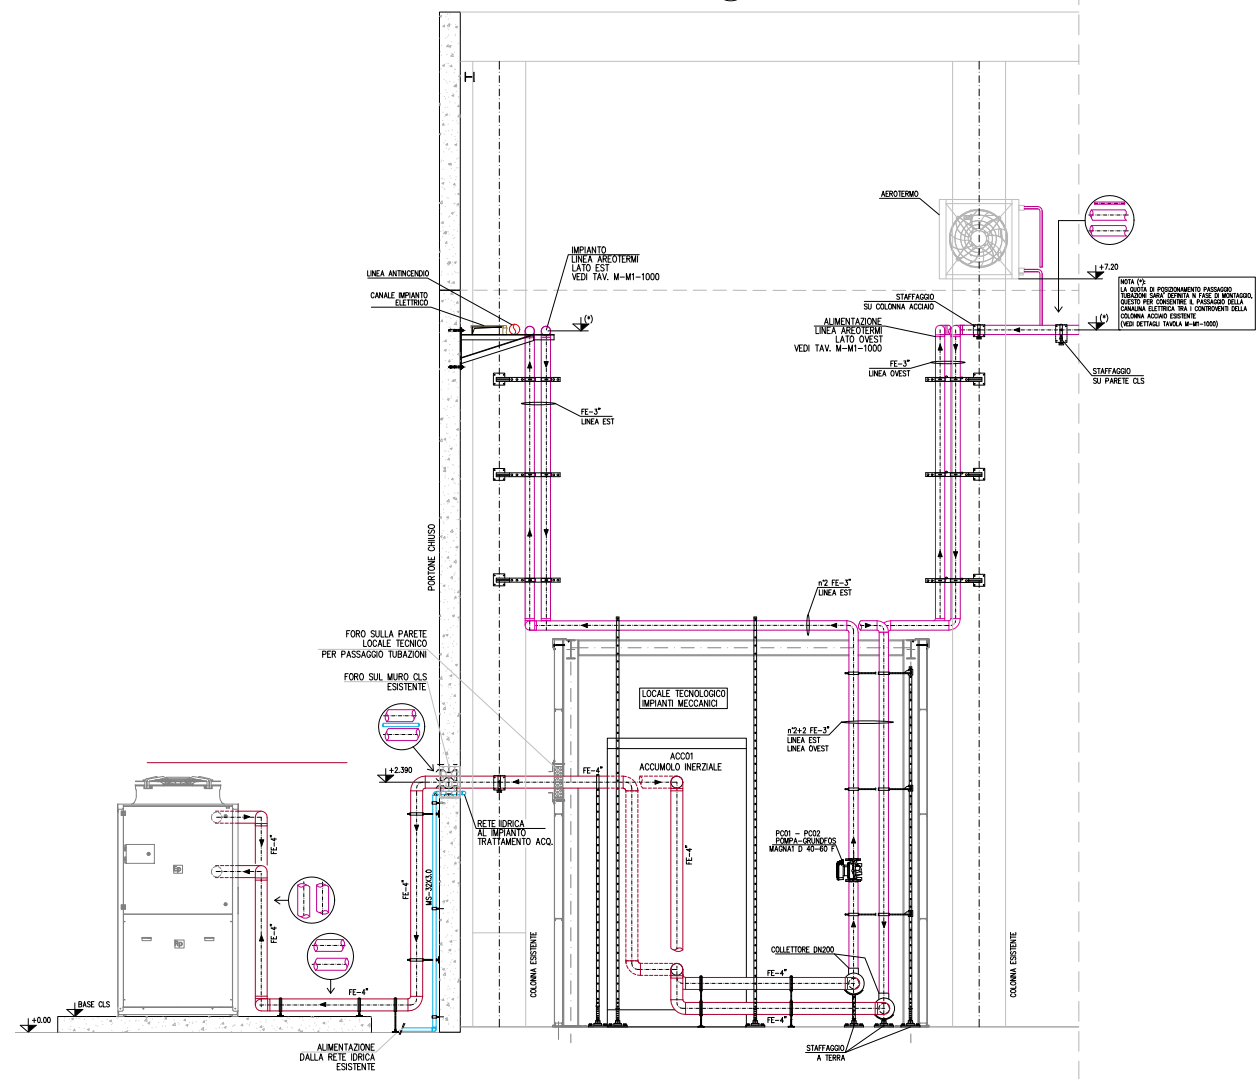 AEROTERMO
IMPIANTO
LINEA AREOTERMI
LATO EST
VEDI TAV. M-M1-1000
LINEA ANTINCENDIO
CANALE IMPIANTO
ELETTRICO
(*)
+7.20
NOTA (*):
LA QUOTA DI POSIZIONAMENTO PASSAGGIO
TUBAZIONI SARA' DEFINITA N FASE DI MONTAGGIO,
QUESTO PER CONSENTIRE IL PASSAGGIO DELLA
CANALINA ELETTRICA TRA I CONTROVENTI DELLA
COLONNA ACCIAIO ESISTENTE
(VEDI DETTAGLI TAVOLA M-M1-1000)
(*)
STAFFAGGIO
SU COLONNA ACCIAIO
ALIMENTAZIONE
LINEA AREOTERMI
LATO OVEST
VEDI TAV. M-M1-1000
FE-3"
LINEA OVEST
STAFFAGGIO
SU PARETE CLS
FE-3"
LINEA EST
PORTONE CHIUSO
n°2 FE-3"
LINEA EST
FORO SULLA PARETE
LOCALE TECNICO
PER PASSAGGIO TUBAZIONI
FORO SUL MURO CLS
ESISTENTE
LOCALE TECNOLOGICO
IMPIANTI MECCANICI
n°2+2 FE-3"
LINEA EST
LINEA OVEST
ACC01
ACCUMOLO INERZIALE
+2.390
FE-4"
RETE IDRICA
AL IMPIANTO
TRATTAMENTO ACQ.
PC01 - PC02
POMPA-GRUNDFOS
MAGNA1 D 40-60 F
FE-4"
FE-4"
FE-4"
MS-32X3.0
FE-4"
COLLETTORE DN200
COLONNA ESISTENTE
COLONNA ESISTENTE
FE-4"
FE-4"
FE-4"
BASE CLS
+0.00
ALIMENTAZIONE
DALLA RETE IDRICA
ESISTENTE
STAFFAGGIO
A TERRA